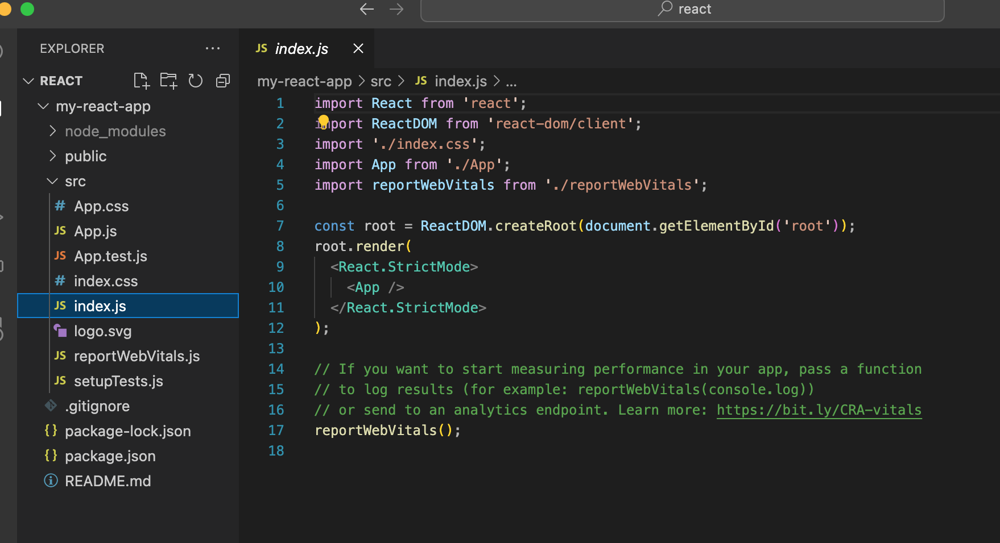 react
EXPLORER
REACT
my-react-app
node_modules
public
src
# App.css
JS App.js
JS App.test.js
# index.css
JS index.js
logo.svg
JS reportWebVitals.js
JS setupTests.js
.gitignore
{} package-lock.json
{} package.json
README.md
JS index.js
my-react-app > src > JS index.js > ...
1 import React from 'react';
2 import ReactDOM from 'react-dom/client';
3 import './index.css';
4 import App from './App';
5 import reportWebVitals from './reportWebVitals';
6
7 const root = ReactDOM.createRoot(document.getElementById('root'));
8 root.render(
9 <React.StrictMode>
10 <App />
11 </React.StrictMode>
12 );
13
14 // If you want to start measuring performance in your app, pass a function
15 // to log results (for example: reportWebVitals(console.log))
16 // or send to an analytics endpoint. Learn more: https://bit.ly/CRA-vitals
17 reportWebVitals();
18